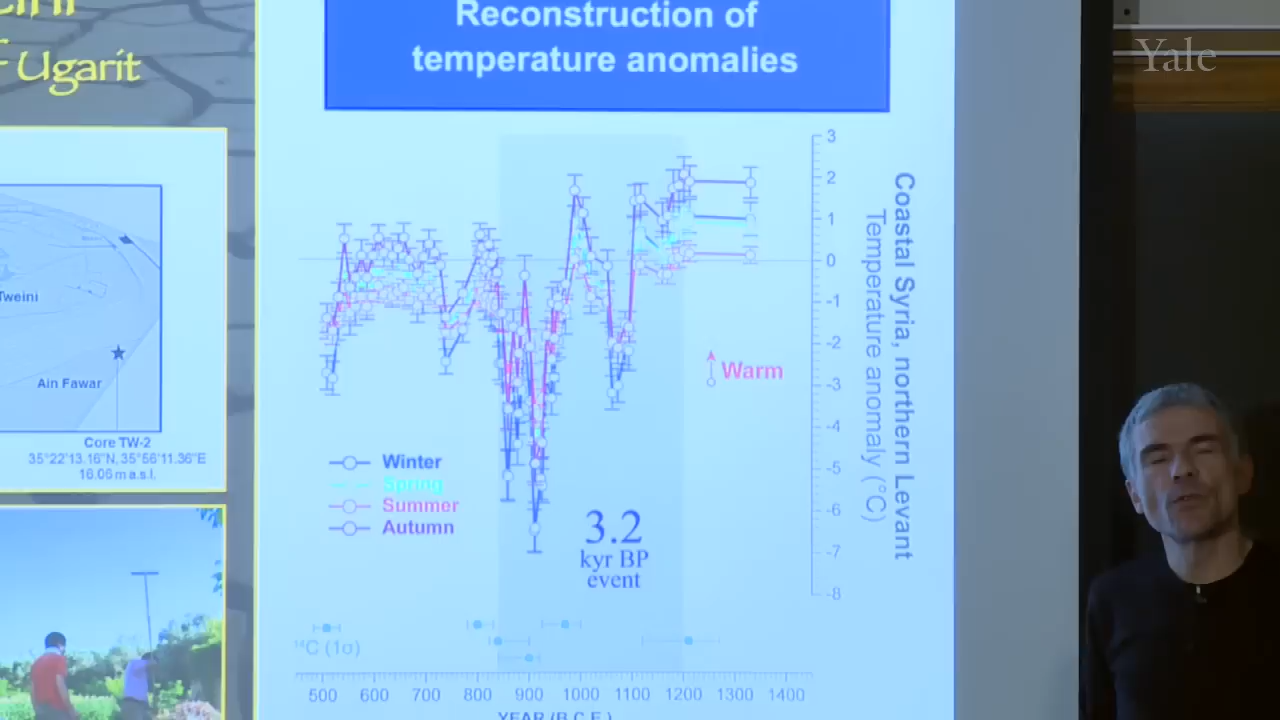 f Ugarit
Tweini
Ain Fawar
Core TW-2
35°22'13.16"N, 35°56'11.36"E
16.06 m a.s.l.
Reconstruction of
temperature anomalies
3
2
1
0
-1
-2
-3
-4
-5
-6
-7
-8
Coastal Syria, northern Levant
Temperature anomaly (°C)
Warm
Winter
Spring
Summer
Autumn
3.2
kyr BP
event
¹⁴C (1σ)
500 600 700 800 900 1000 1100 1200 1300 1400
YEAR (B.C.E.)
Yale